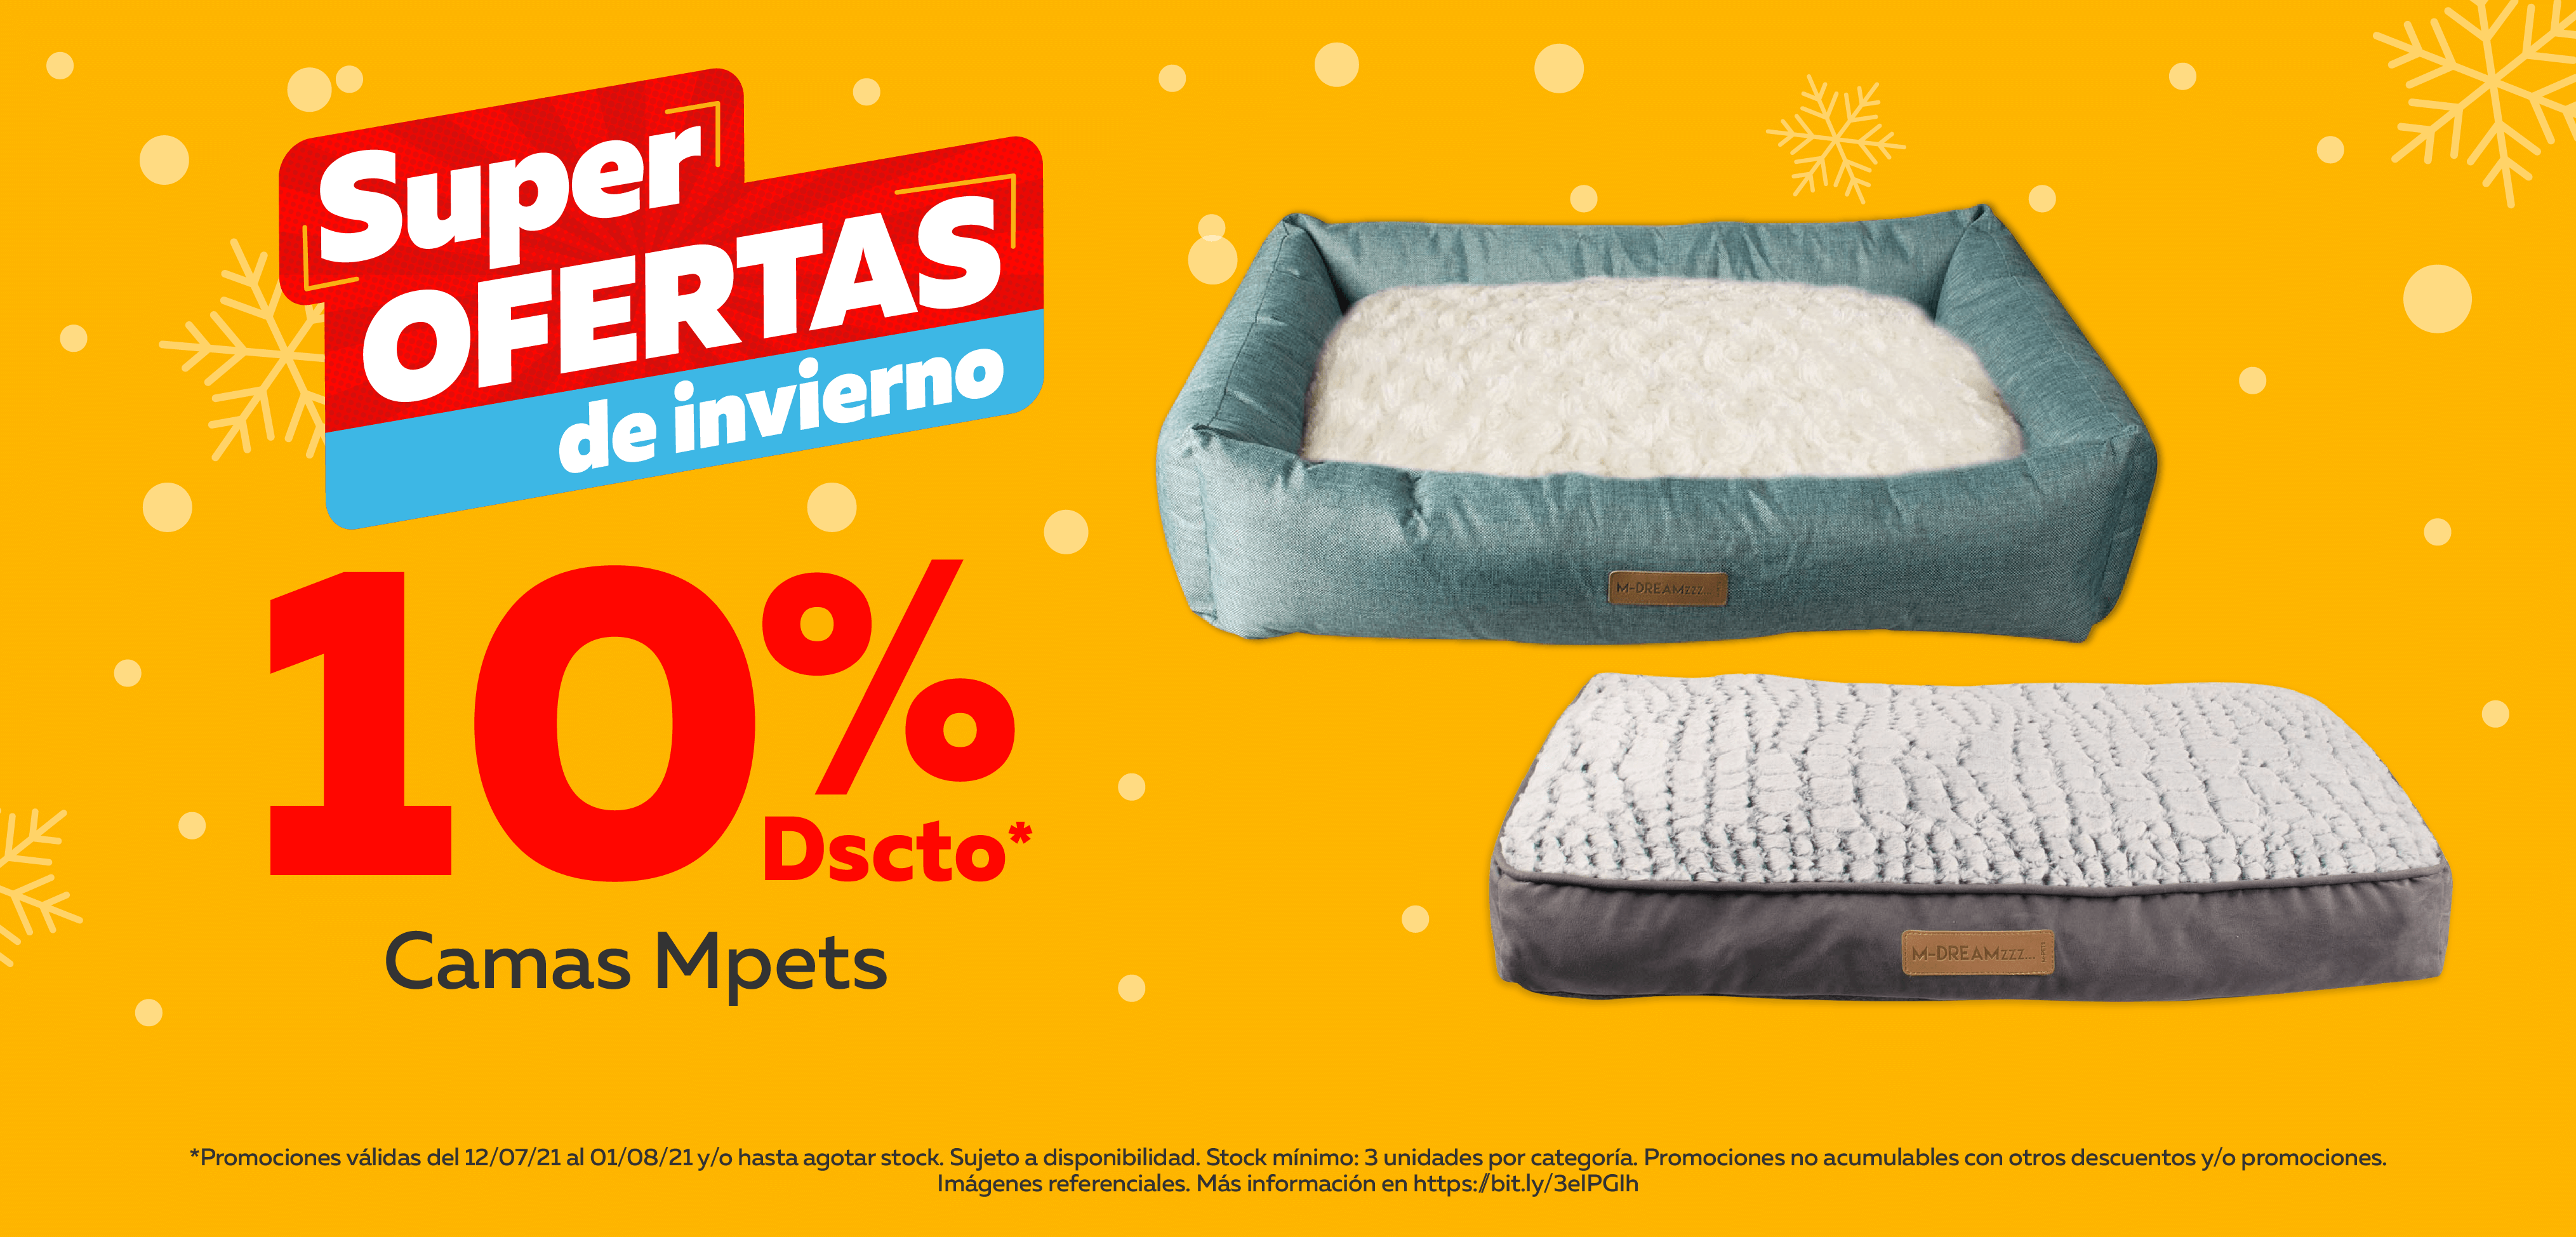 Super
OFERTAS
de invierno
10%
Dscto*
Camas Mpets
M-DREAMzzz...
M-DREAMzzz...
*Promociones válidas del 12/07/21 al 01/08/21 y/o hasta agotar stock. Sujeto a disponibilidad. Stock mínimo: 3 unidades por categoría. Promociones no acumulables con otros descuentos y/o promociones.
Imágenes referenciales. Más información en https://bit.ly/3eIPGlh